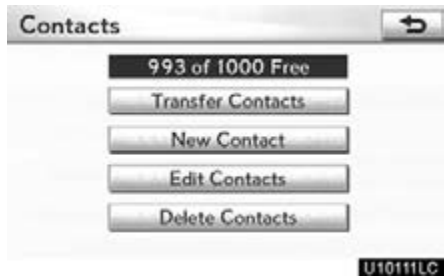 Contacts
993 of 1000 Free
Transfer Contacts
New Contact
Edit Contacts
Delete Contacts
U10111LC